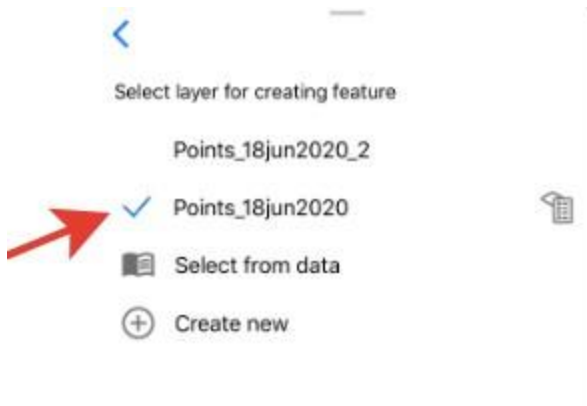 Select layer for creating feature
Points_18jun2020_2
Points_18jun2020
Select from data
Create new